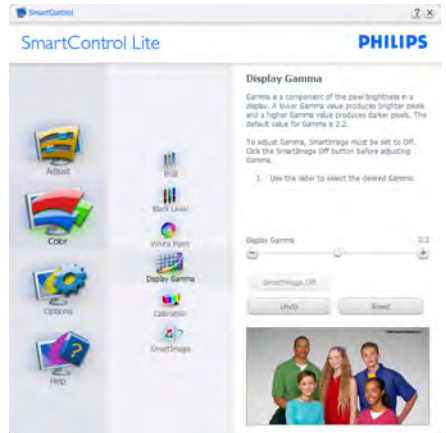 SmartControl
SmartControl Lite
PHILIPS
Display Gamma
Gamma is a component of the pixel brightness in a
display. A lower Gamma value produces brighter pixels
and a higher Gamma value produces darker pixels. The
default value for Gamma is 2.2.
To adjust Gamma, SmartImage must be set to Off.
Click the SmartImage Off button before adjusting
Gamma.
1. Use the slider to select the desired Gamma.
Adjust
Color
Options
Help
RGB
Black Level
White Point
Display Gamma
Calibration
SmartImage
Display Gamma 2.2
SmartImage Off
Undo Reset